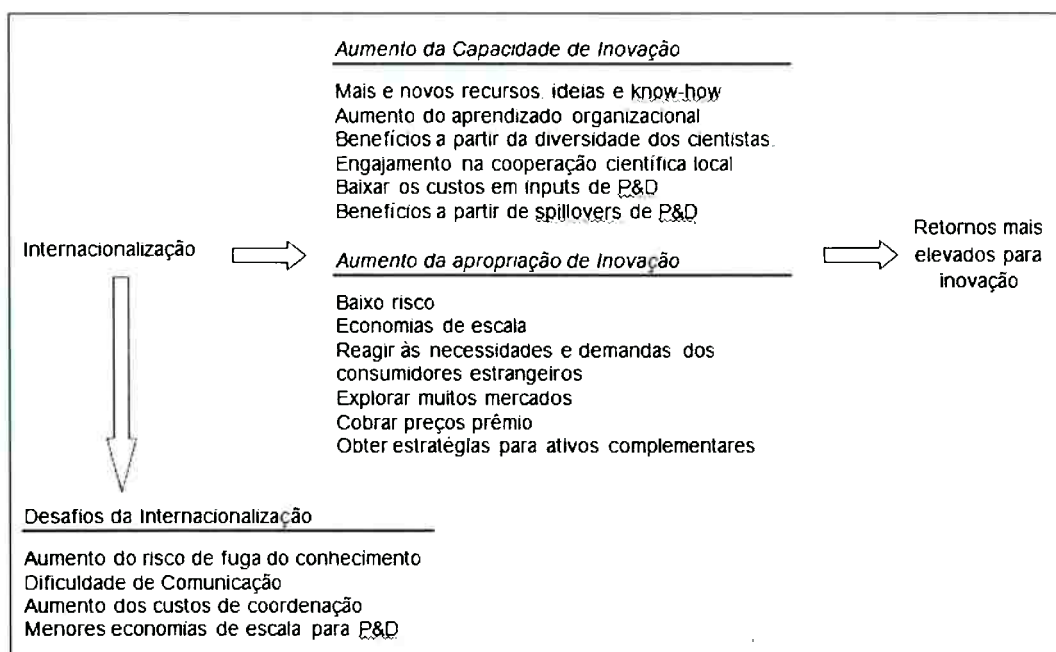 Aumento da Capacidade de Inovação
Mais e novos recursos, ideias e know-how
Aumento do aprendizado organizacional
Benefícios a partir da diversidade dos cientistas.
Engajamento na cooperação científica local
Baixar os custos em inputs de P&D
Benefícios a partir de spillovers de P&D
Internacionalização
Aumento da apropriação de Inovação
Baixo risco
Economias de escala
Reagir às necessidades e demandas dos
consumidores estrangeiros
Explorar muitos mercados
Cobrar preços prêmio
Obter estratégias para ativos complementares
Retornos mais
elevados para
inovação
Desafios da Internacionalização
Aumento do risco de fuga do conhecimento
Dificuldade de Comunicação
Aumento dos custos de coordenação
Menores economias de escala para P&D